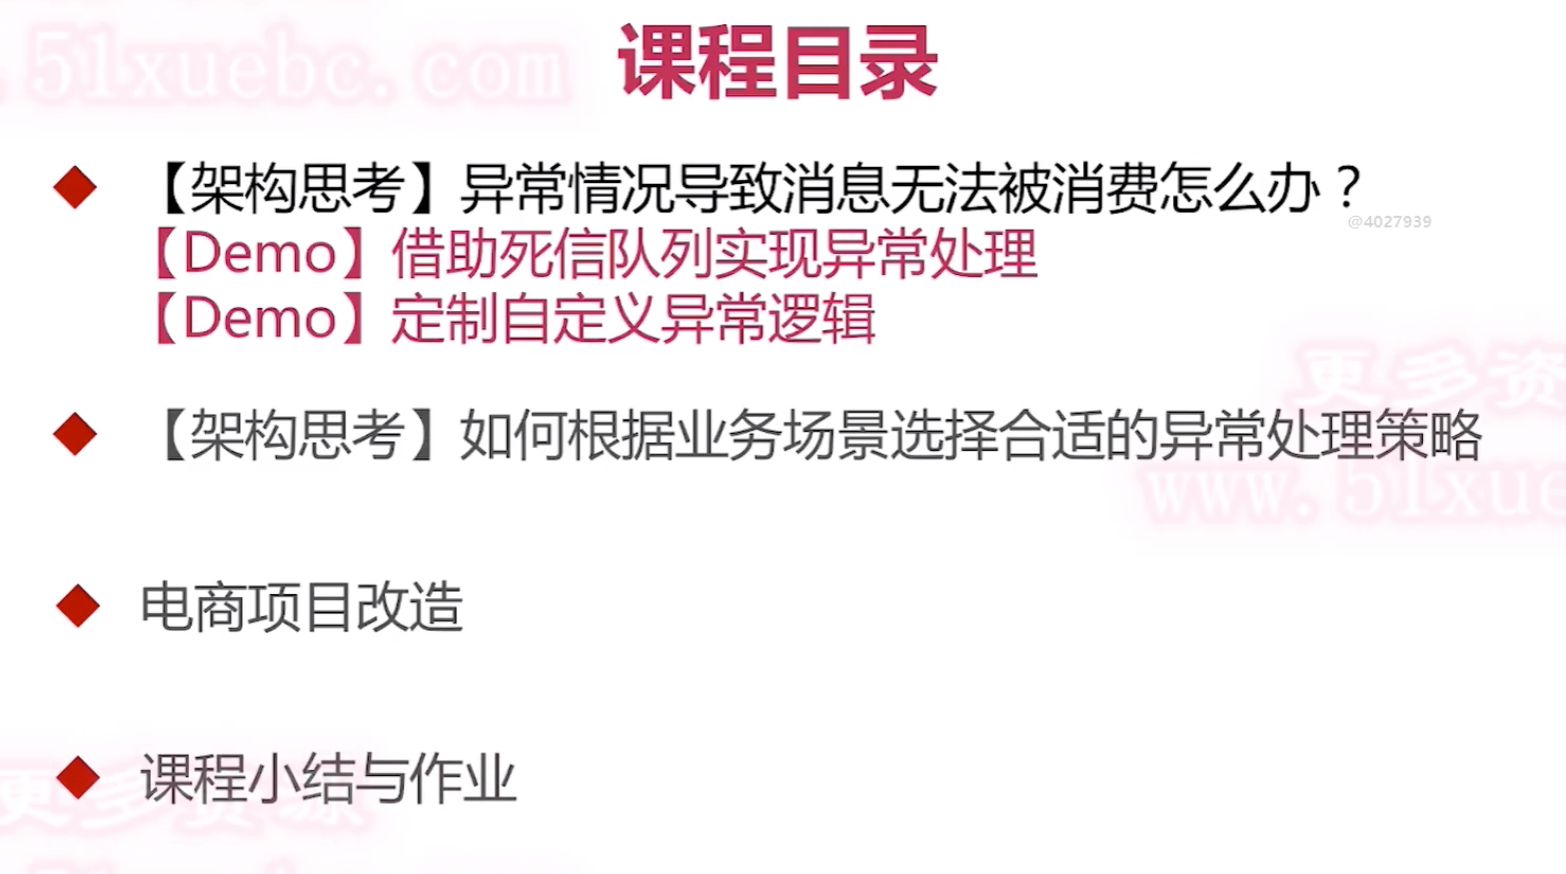 .51xuebc.com
课程目录
【架构思考】异常情况导致消息无法被消费怎么办？
@4027939
【Demo】借助死信队列实现异常处理
【Demo】定制自定义异常逻辑
更多资
【架构思考】如何根据业务场景选择合适的异常处理策略
www.51xue
电商项目改造
课程小结与作业
更多资源